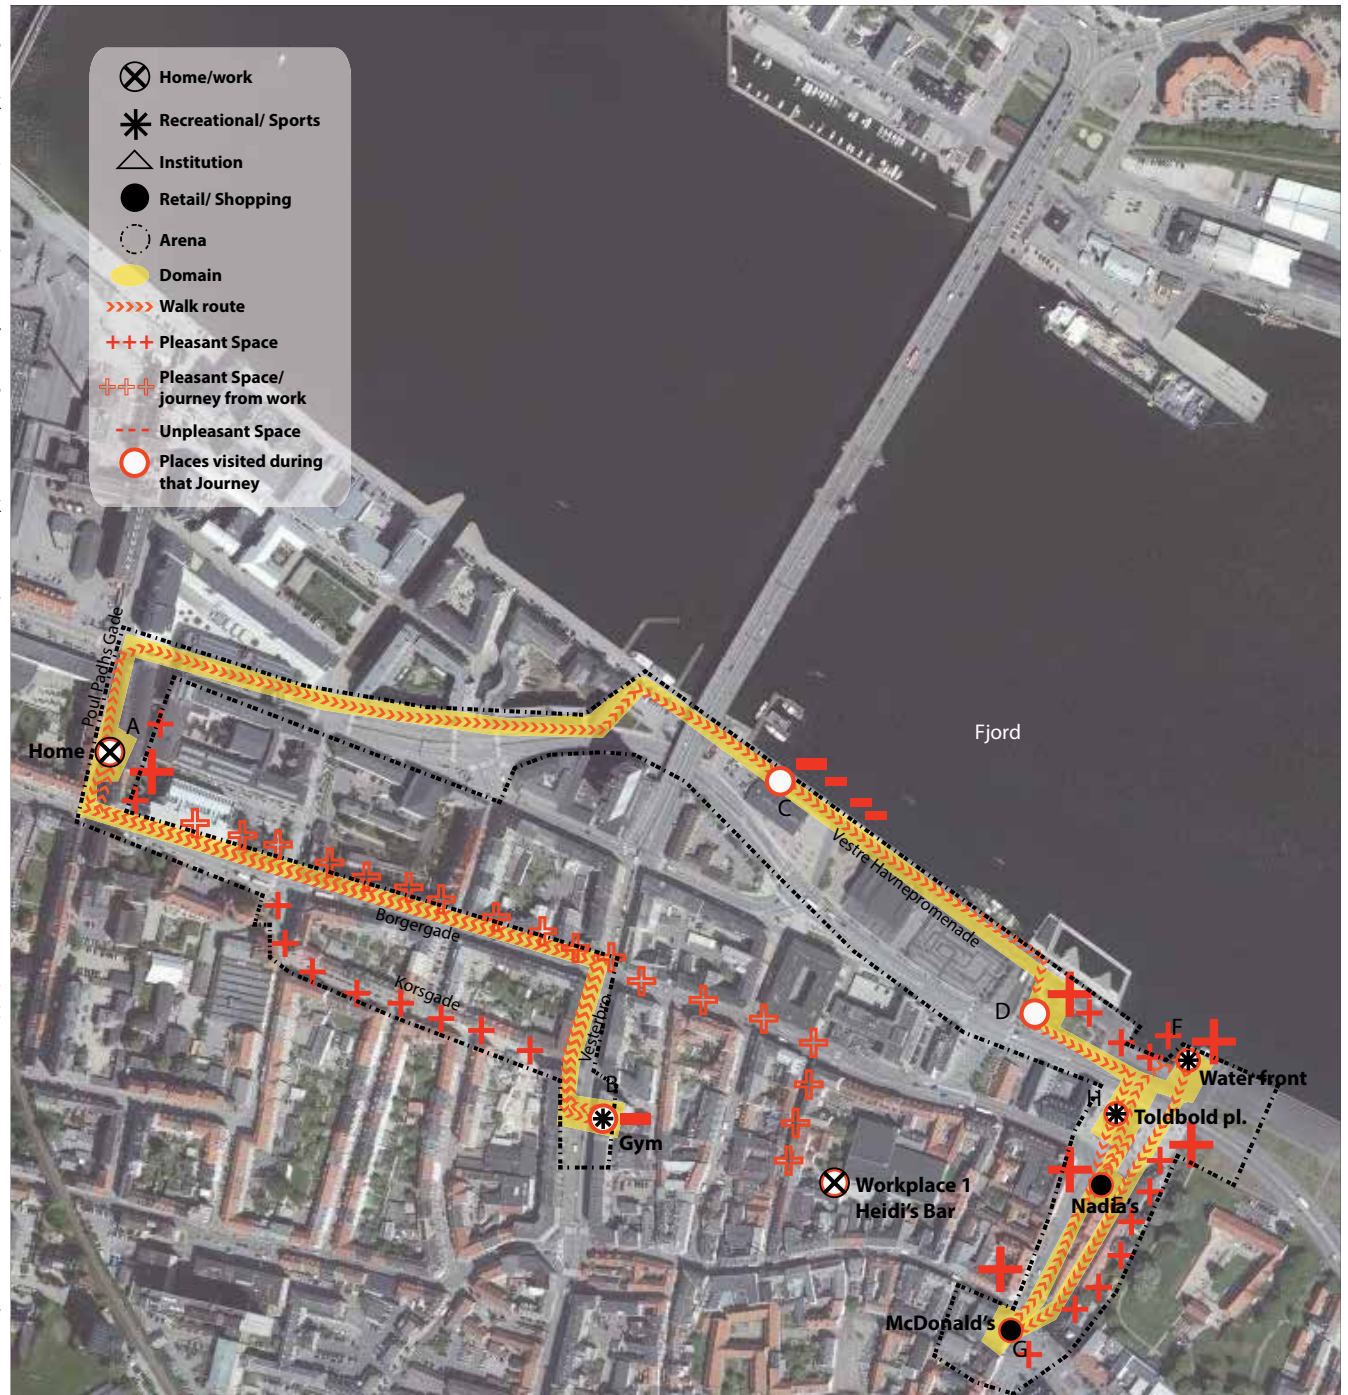 Home/work
Recreational/ Sports
Institution
Retail/ Shopping
Arena
Domain
Walk route
Pleasant Space
Pleasant Space/
journey from work
Unpleasant Space
Places visited during
that Journey
Poul Padhs Gade
A
Home
Fjord
C
Vestre Havnepromenade
Borgergade
Korsgade
Vesterbro
D
F
Water front
B
H
Toldbold pl.
Gym
Workplace 1
Heidi's Bar
Nadia's
McDonald's
G